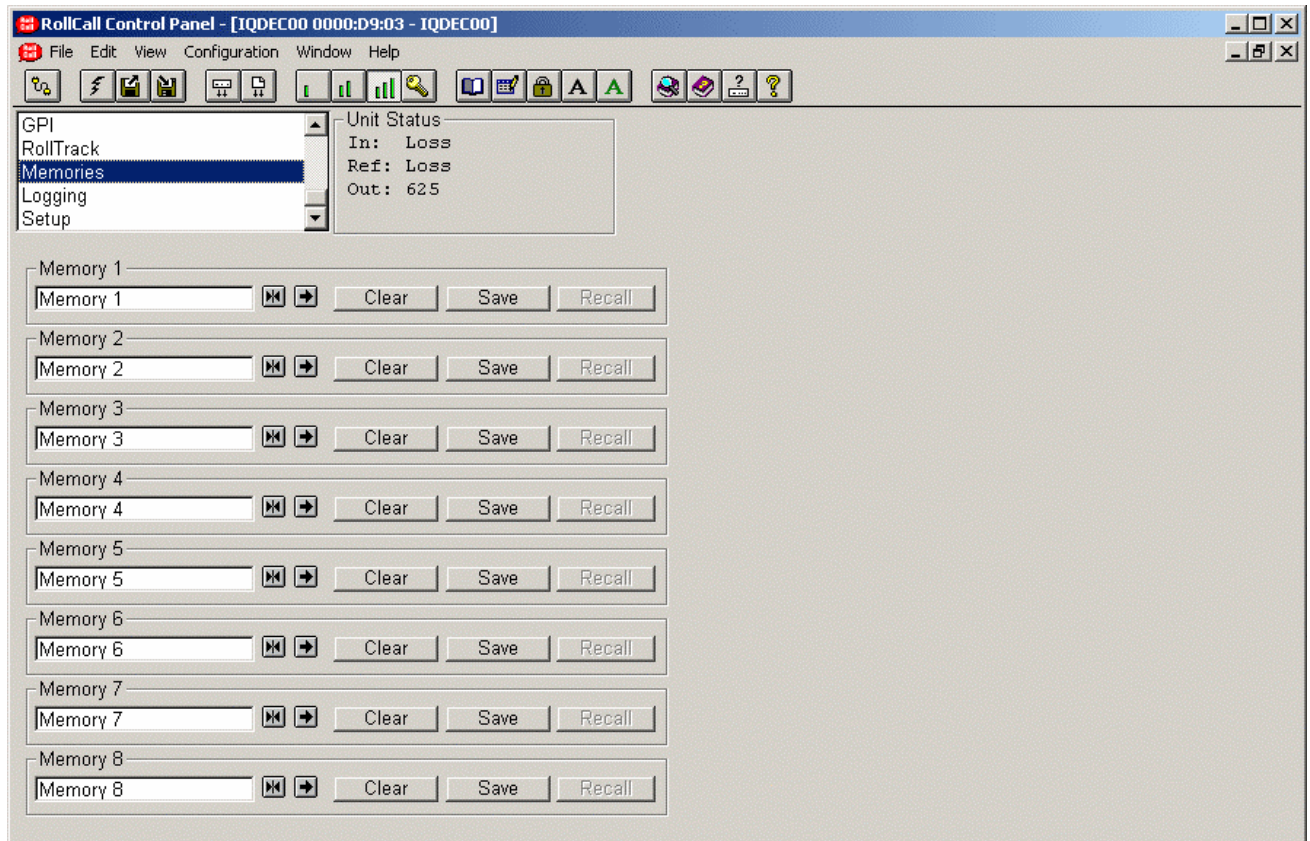 RollCall Control Panel - [IQDEC00 0000:D9:03 - IQDEC00]
File Edit View Configuration Window Help
A A
GPI
RollTrack
Memories
Logging
Setup
Unit Status
In: Loss
Ref: Loss
Out: 625
Memory 1
Memory 1 Clear Save Recall
Memory 2
Memory 2 Clear Save Recall
Memory 3
Memory 3 Clear Save Recall
Memory 4
Memory 4 Clear Save Recall
Memory 5
Memory 5 Clear Save Recall
Memory 6
Memory 6 Clear Save Recall
Memory 7
Memory 7 Clear Save Recall
Memory 8
Memory 8 Clear Save Recall